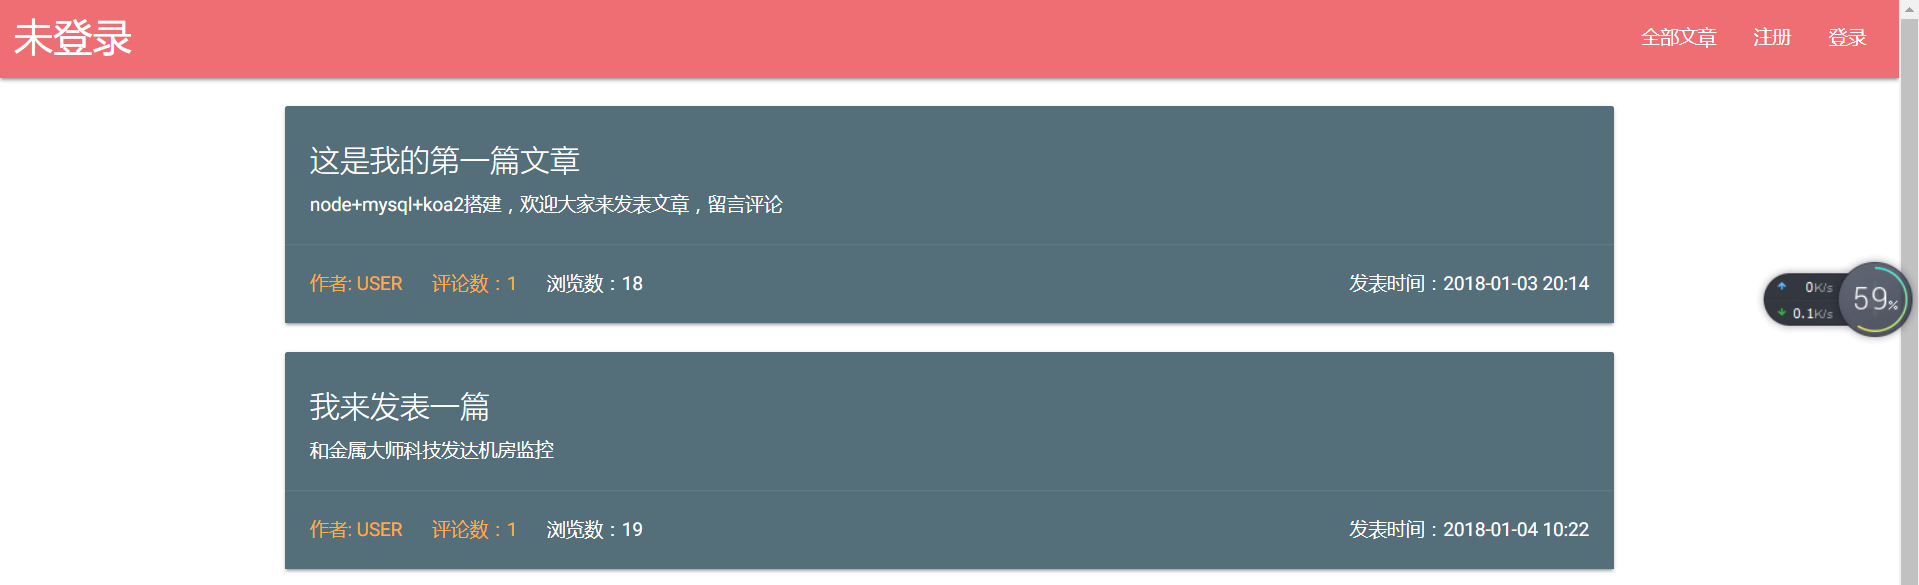 未登录
全部文章 注册 登录
这是我的第一篇文章
node+mysql+koa2搭建，欢迎大家来发表文章，留言评论
作者: USER 评论数：1 浏览数：18 发表时间：2018-01-03 20:14
0K/s
0.1K/s
59%
我来发表一篇
和金属大师科技发达机房监控
作者: USER 评论数：1 浏览数：19 发表时间：2018-01-04 10:22